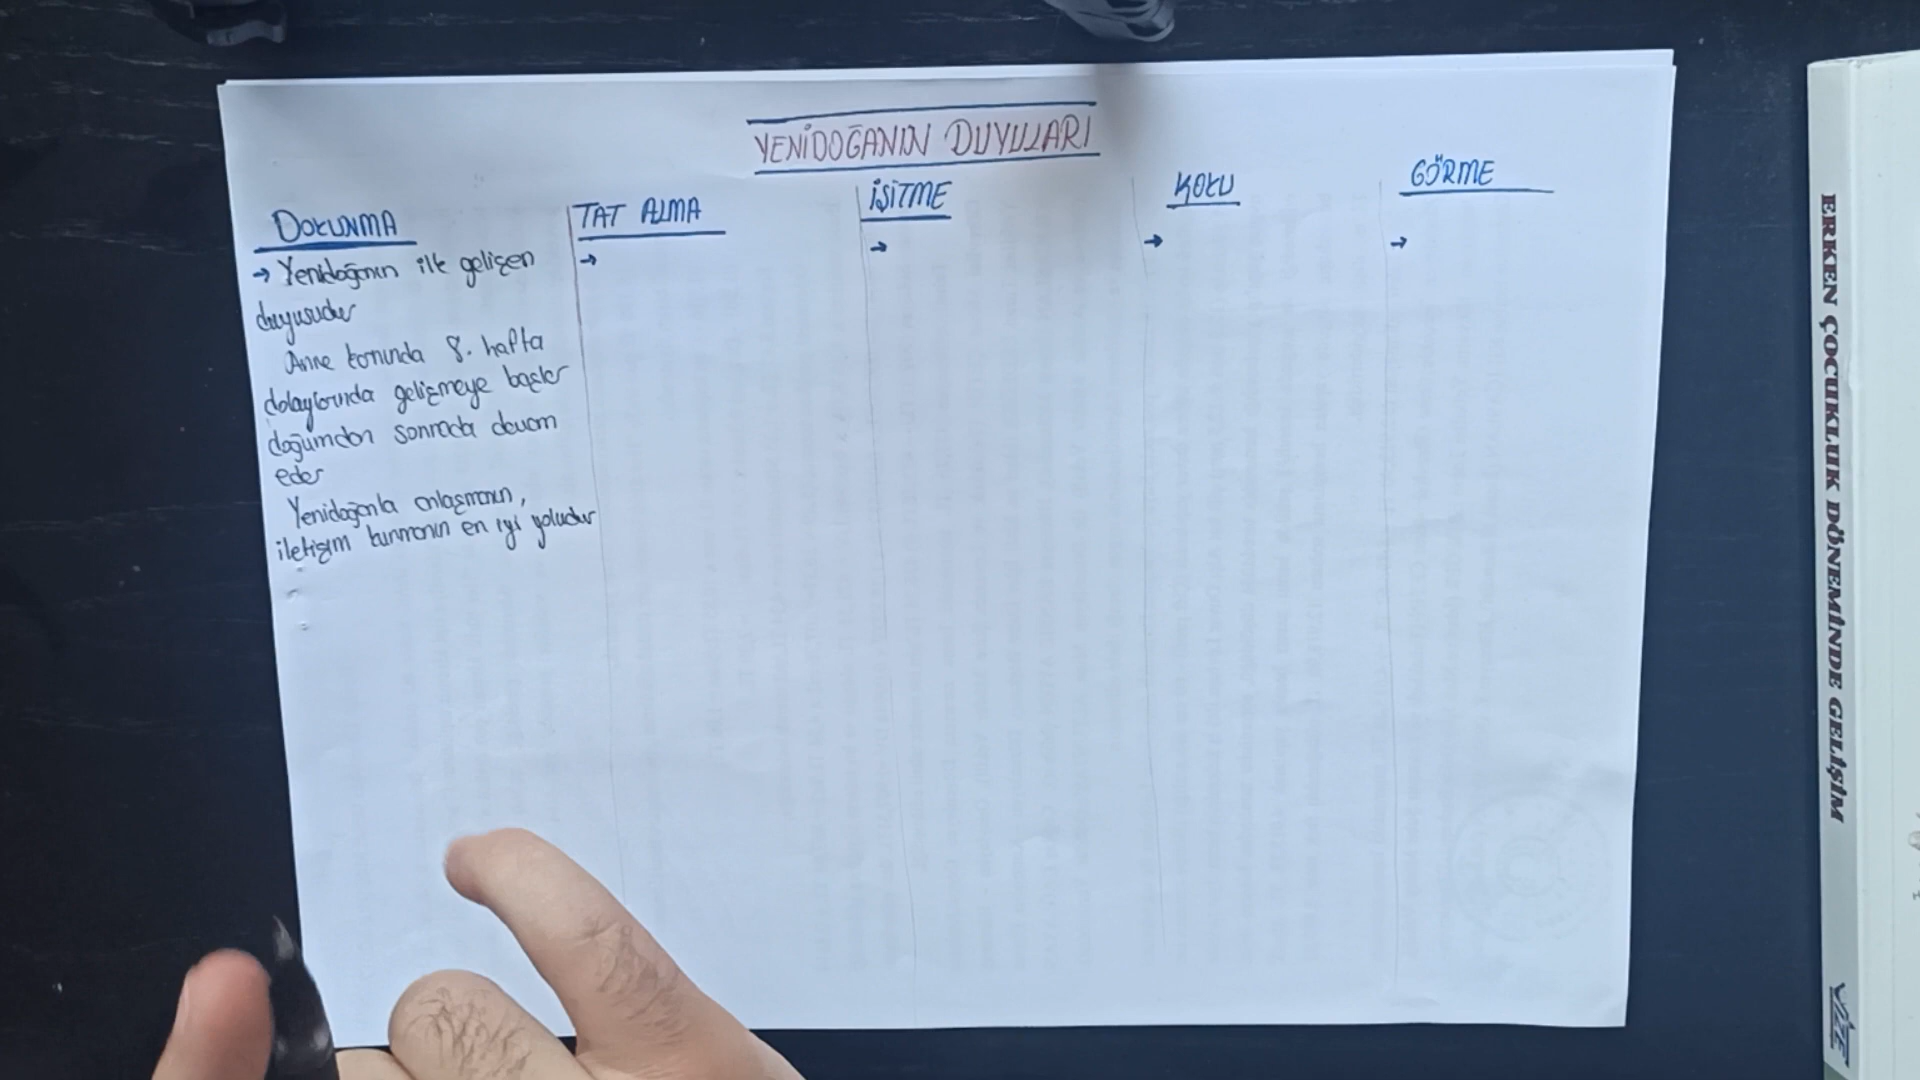 YENİDOĞANIN DUYULARI
DOKUNMA
→ Yenidoğanın ilk gelişen
duyusudur
Anne karnında 8. hafta
dolaylarında gelişmeye başlar
doğumdan sonrada devam
eder
Yenidoğanla anlaşmanın,
iletişim kurmanın en iyi yoludur
TAT ALMA
→
İŞİTME
→
KOKU
→
GÖRME
→
ERKEN ÇOCUKLUK DÖNEMİNDE GELİŞİM
VİZE